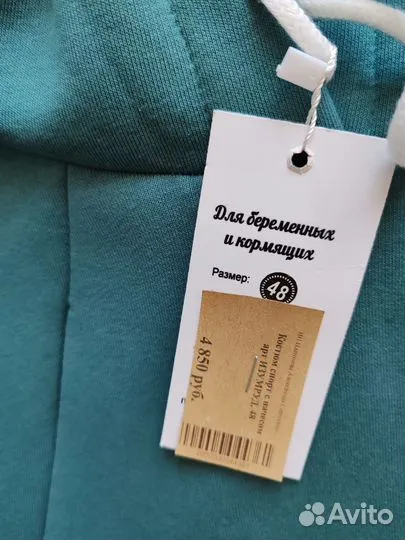 Для беременных
и кормящих
Размер:
48
Костюм спорт с начесом
арт.ИЗУМРУД, 48
4 850 руб.
Avito